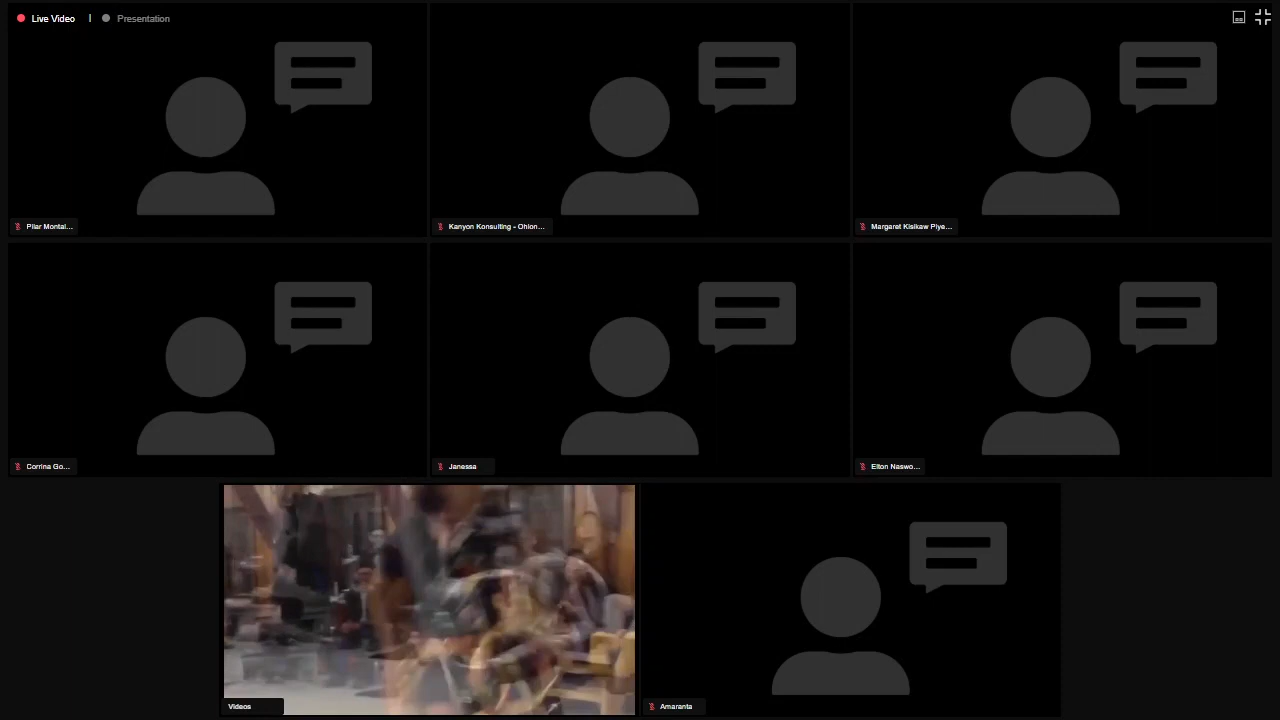 Live Video | Presentation
Pilar Montal...
Kanyon Konsulting - Ohlon...
Margaret Kisikaw Piye...
Corrina Go...
Janessa
Elton Naswo...
Videos
Amaranta